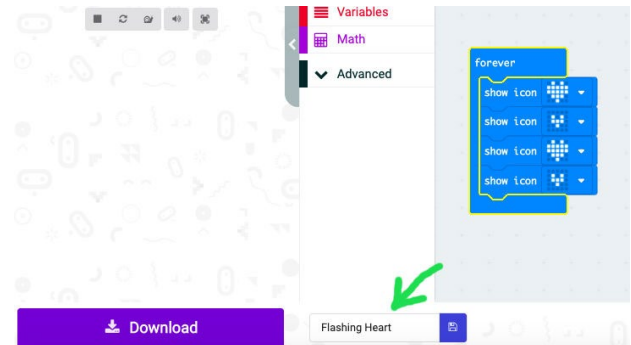 Variables
Math
Advanced
forever
show icon
show icon
show icon
show icon
Download
Flashing Heart